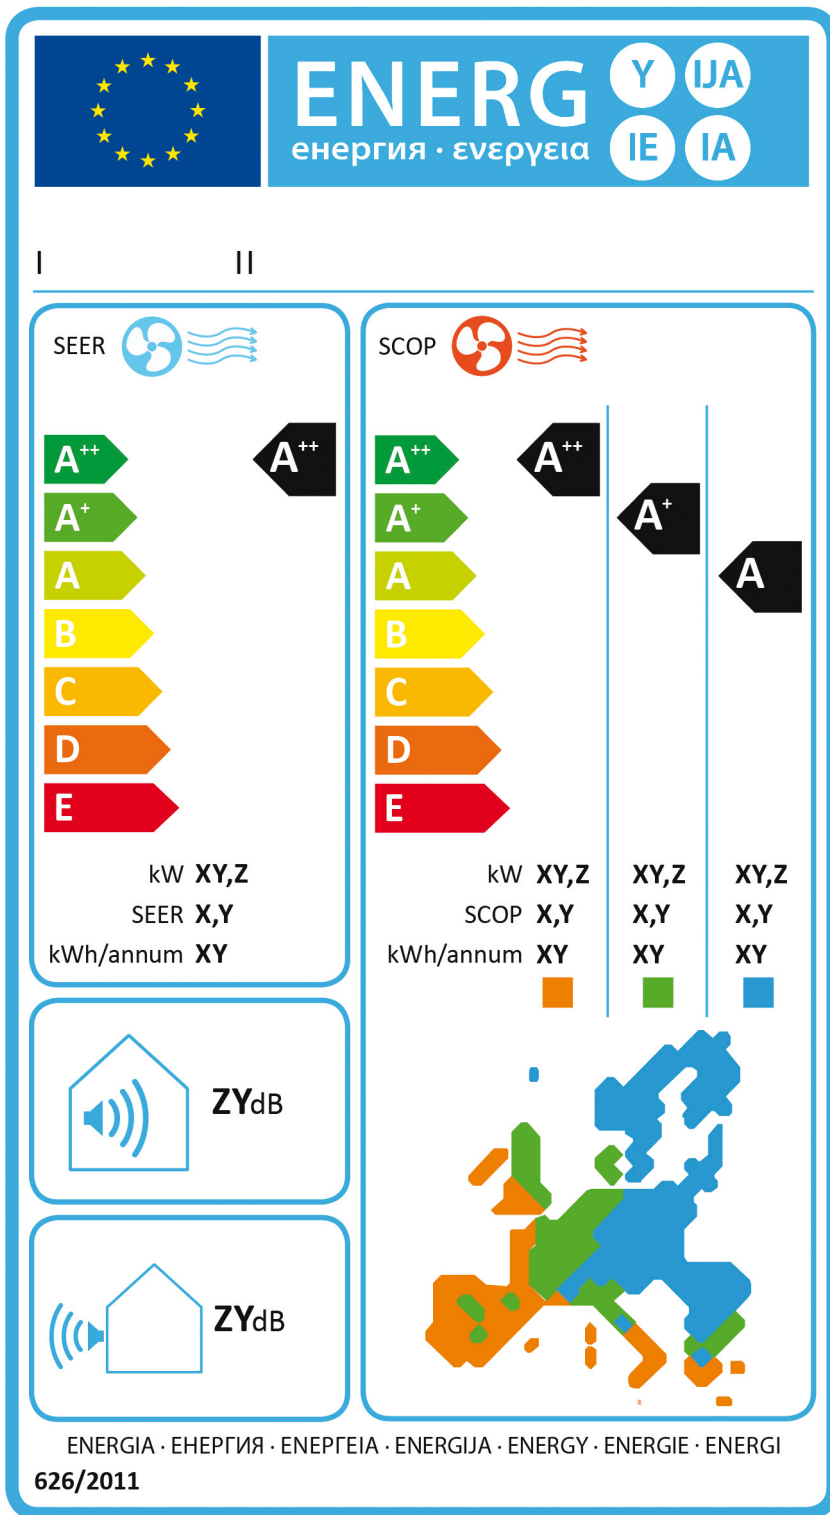 ENERG Y IJA
енергия · ενεργεια IE IA
I II
SEER
A++ A++
A+
A
B
C
D
E
kW XY,Z
SEER X,Y
kWh/annum XY
SCOP
A++ A++
A+ A+
A A
B
C
D
E
kW XY,Z XY,Z XY,Z
SCOP X,Y X,Y X,Y
kWh/annum XY XY XY
ZYdB
ZYdB
ENERGIA · ЕНЕРГИЯ · ΕΝΕΡΓΕΙΑ · ENERGIJA · ENERGY · ENERGIE · ENERGI
626/2011